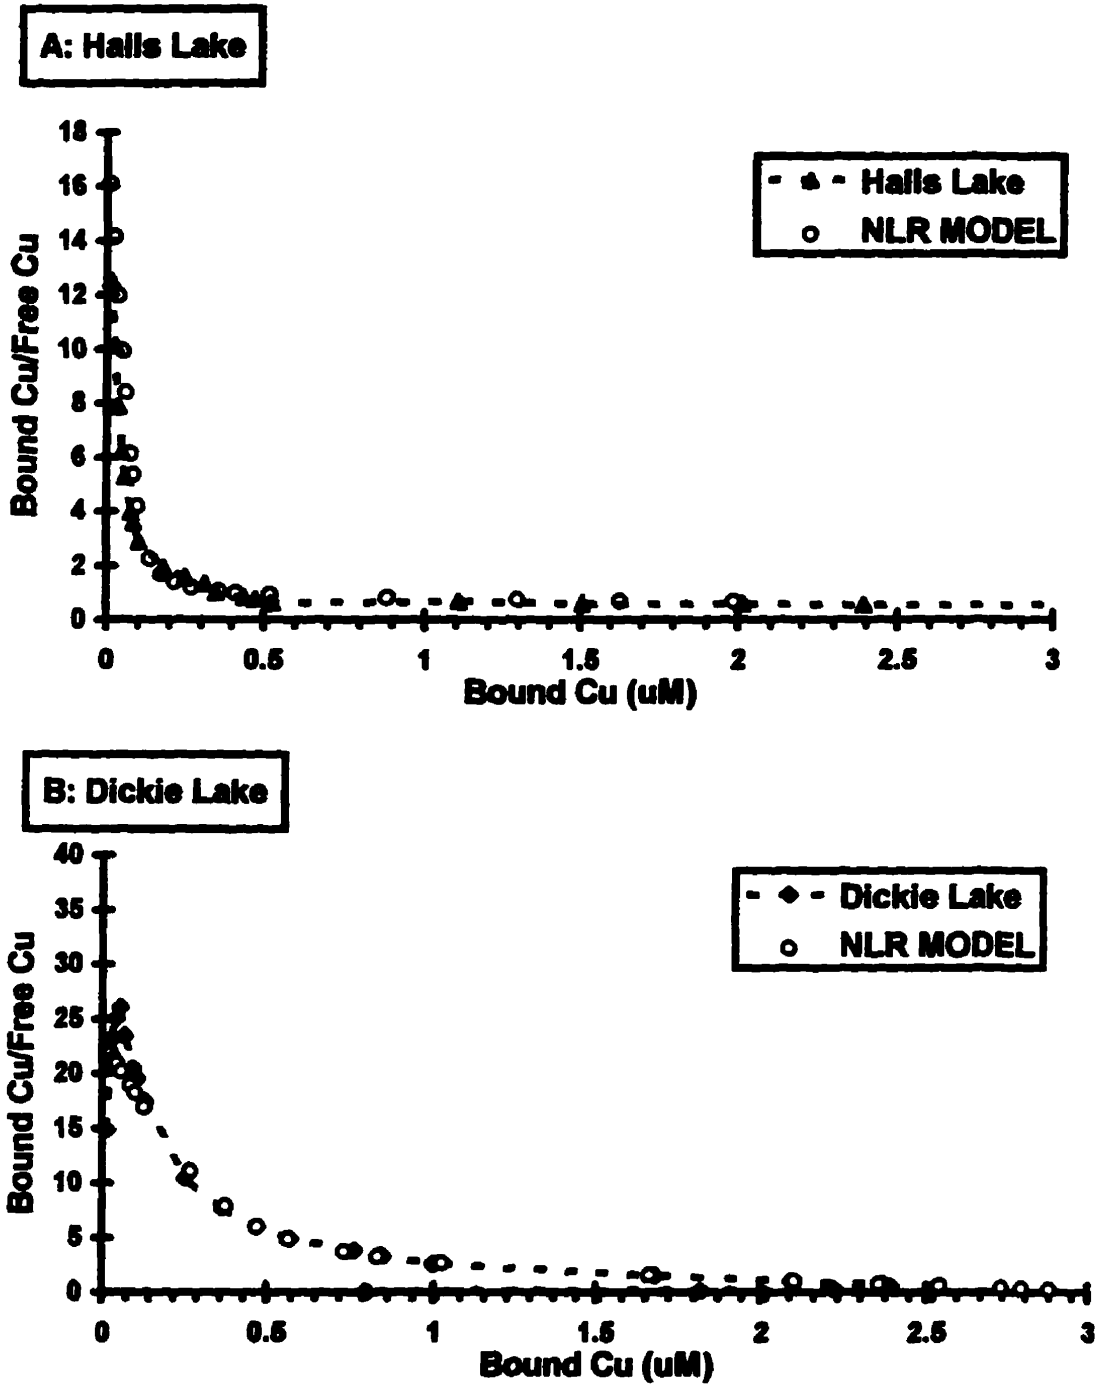 A: Halls Lake
18
16
14
12
10
8
6
4
2
0
Bound Cu/Free Cu
Halls Lake
NLR MODEL
0 0.5 1 1.5 2 2.5 3
Bound Cu (uM)
B: Dickie Lake
40
35
30
25
20
15
10
5
0
Bound Cu/Free Cu
Dickie Lake
NLR MODEL
0 0.5 1 1.5 2 2.5 3
Bound Cu (uM)